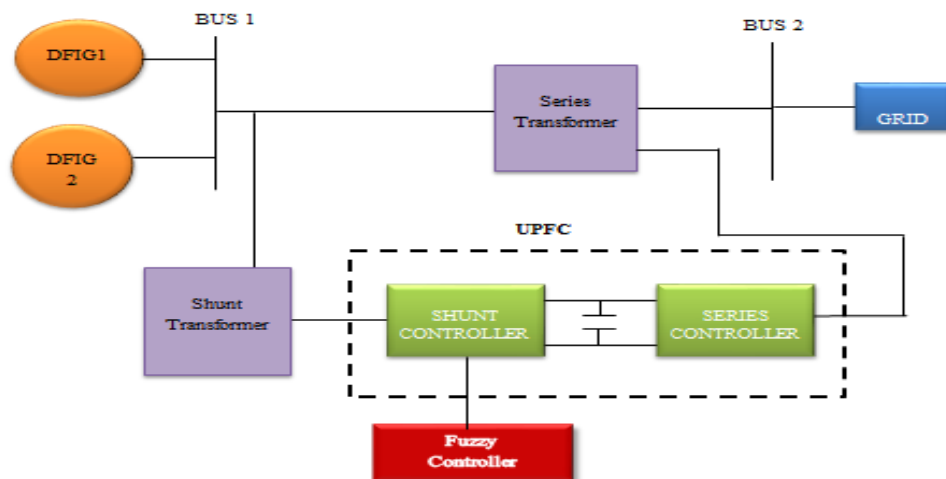 BUS 1
BUS 2
DFIG1
Series
Transformer
GRID
DFIG
2
UPFC
Shunt
Transformer
SHUNT
CONTROLLER
SERIES
CONTROLLER
Fuzzy
Controller